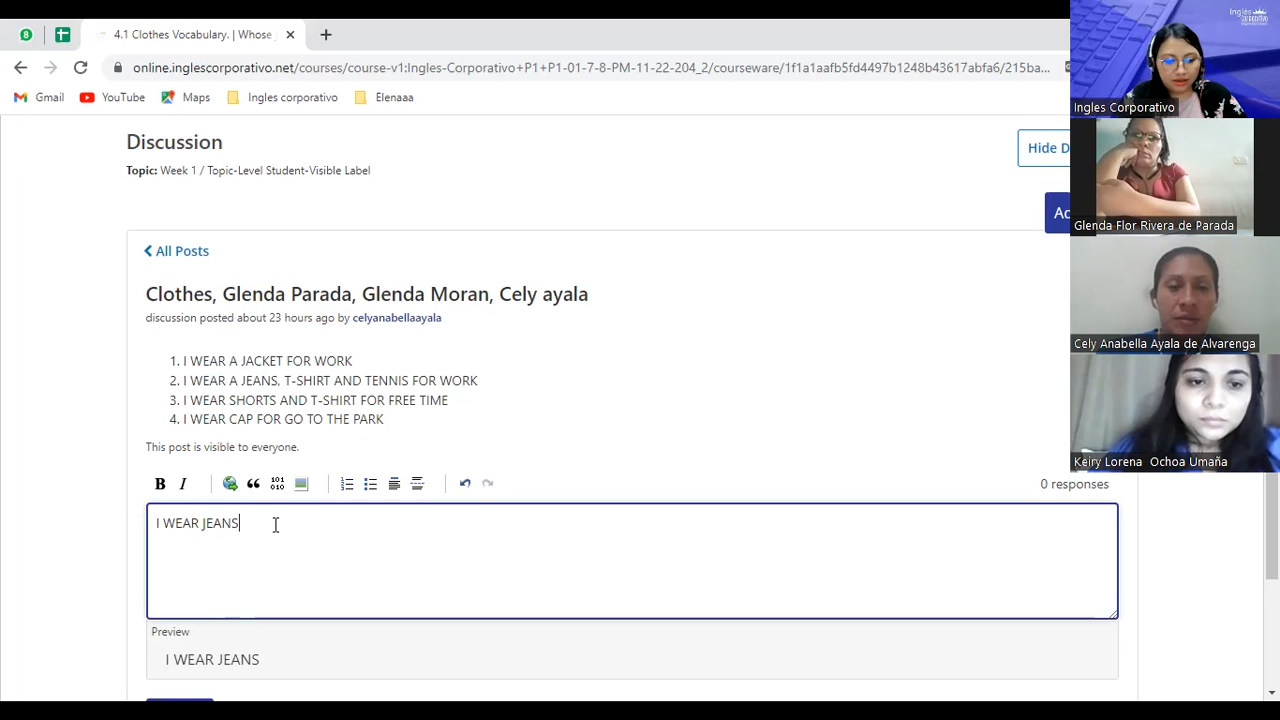 4.1 Clothes Vocabulary. | Whose
online.inglescorporativo.net/courses/course-v1:Ingles-Corporativo+P1+P1-01-7-8-PM-11-22-204_2/courseware/1f1a1aafb5fd4497b1248b43617abfa6/215ba...
Gmail YouTube Maps Ingles corporativo Elenaaa
Discussion
Hide D
Topic: Week 1 / Topic-Level Student-Visible Label
All Posts
Clothes, Glenda Parada, Glenda Moran, Cely ayala
discussion posted about 23 hours ago by celyanabellaayala
1. I WEAR A JACKET FOR WORK
2. I WEAR A JEANS, T-SHIRT AND TENNIS FOR WORK
3. I WEAR SHORTS AND T-SHIRT FOR FREE TIME
4. I WEAR CAP FOR GO TO THE PARK
This post is visible to everyone.
B I 101 010
0 responses
I WEAR JEANS
Preview
I WEAR JEANS
Ingles
Ingles Corporativo
Glenda Flor Rivera de Parada
Cely Anabella Ayala de Alvarenga
Keiry Lorena Ochoa Umaña